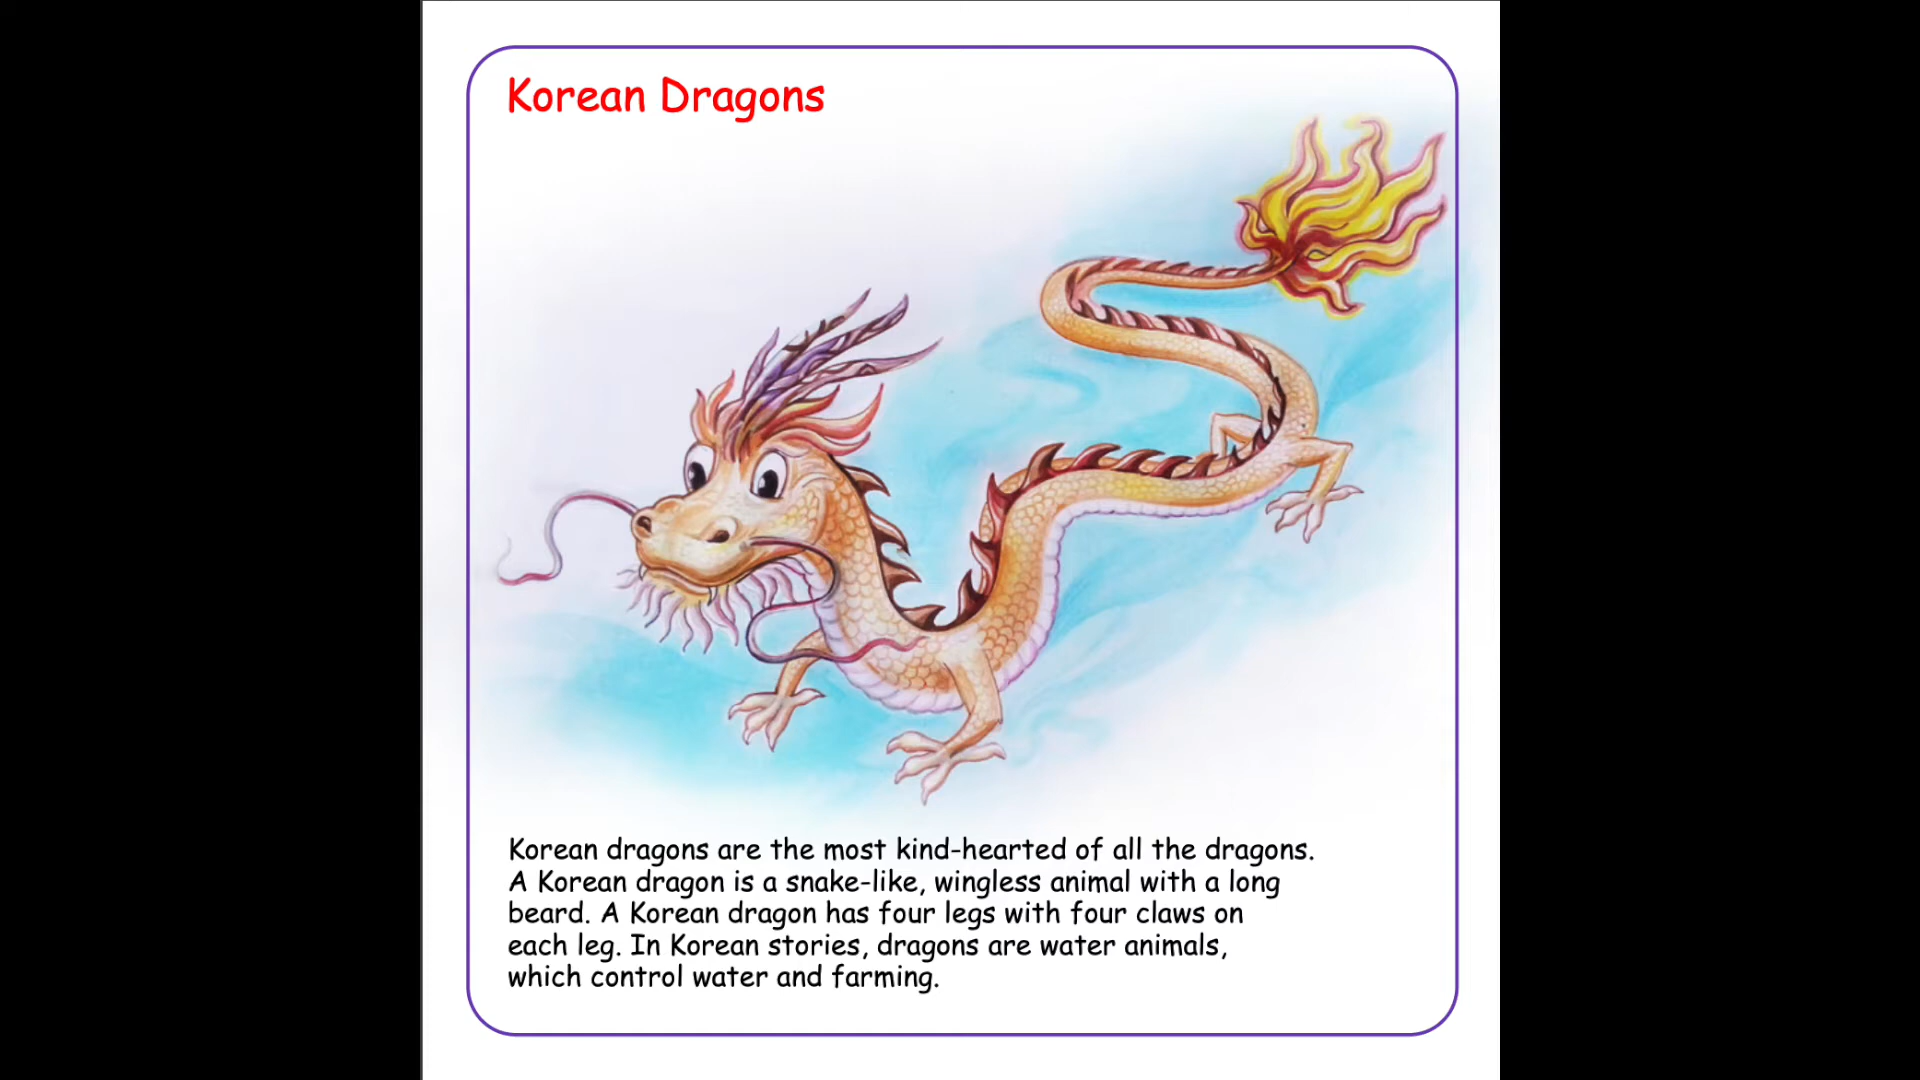 Korean Dragons
Korean dragons are the most kind-hearted of all the dragons.
A Korean dragon is a snake-like, wingless animal with a long
beard. A Korean dragon has four legs with four claws on
each leg. In Korean stories, dragons are water animals,
which control water and farming.